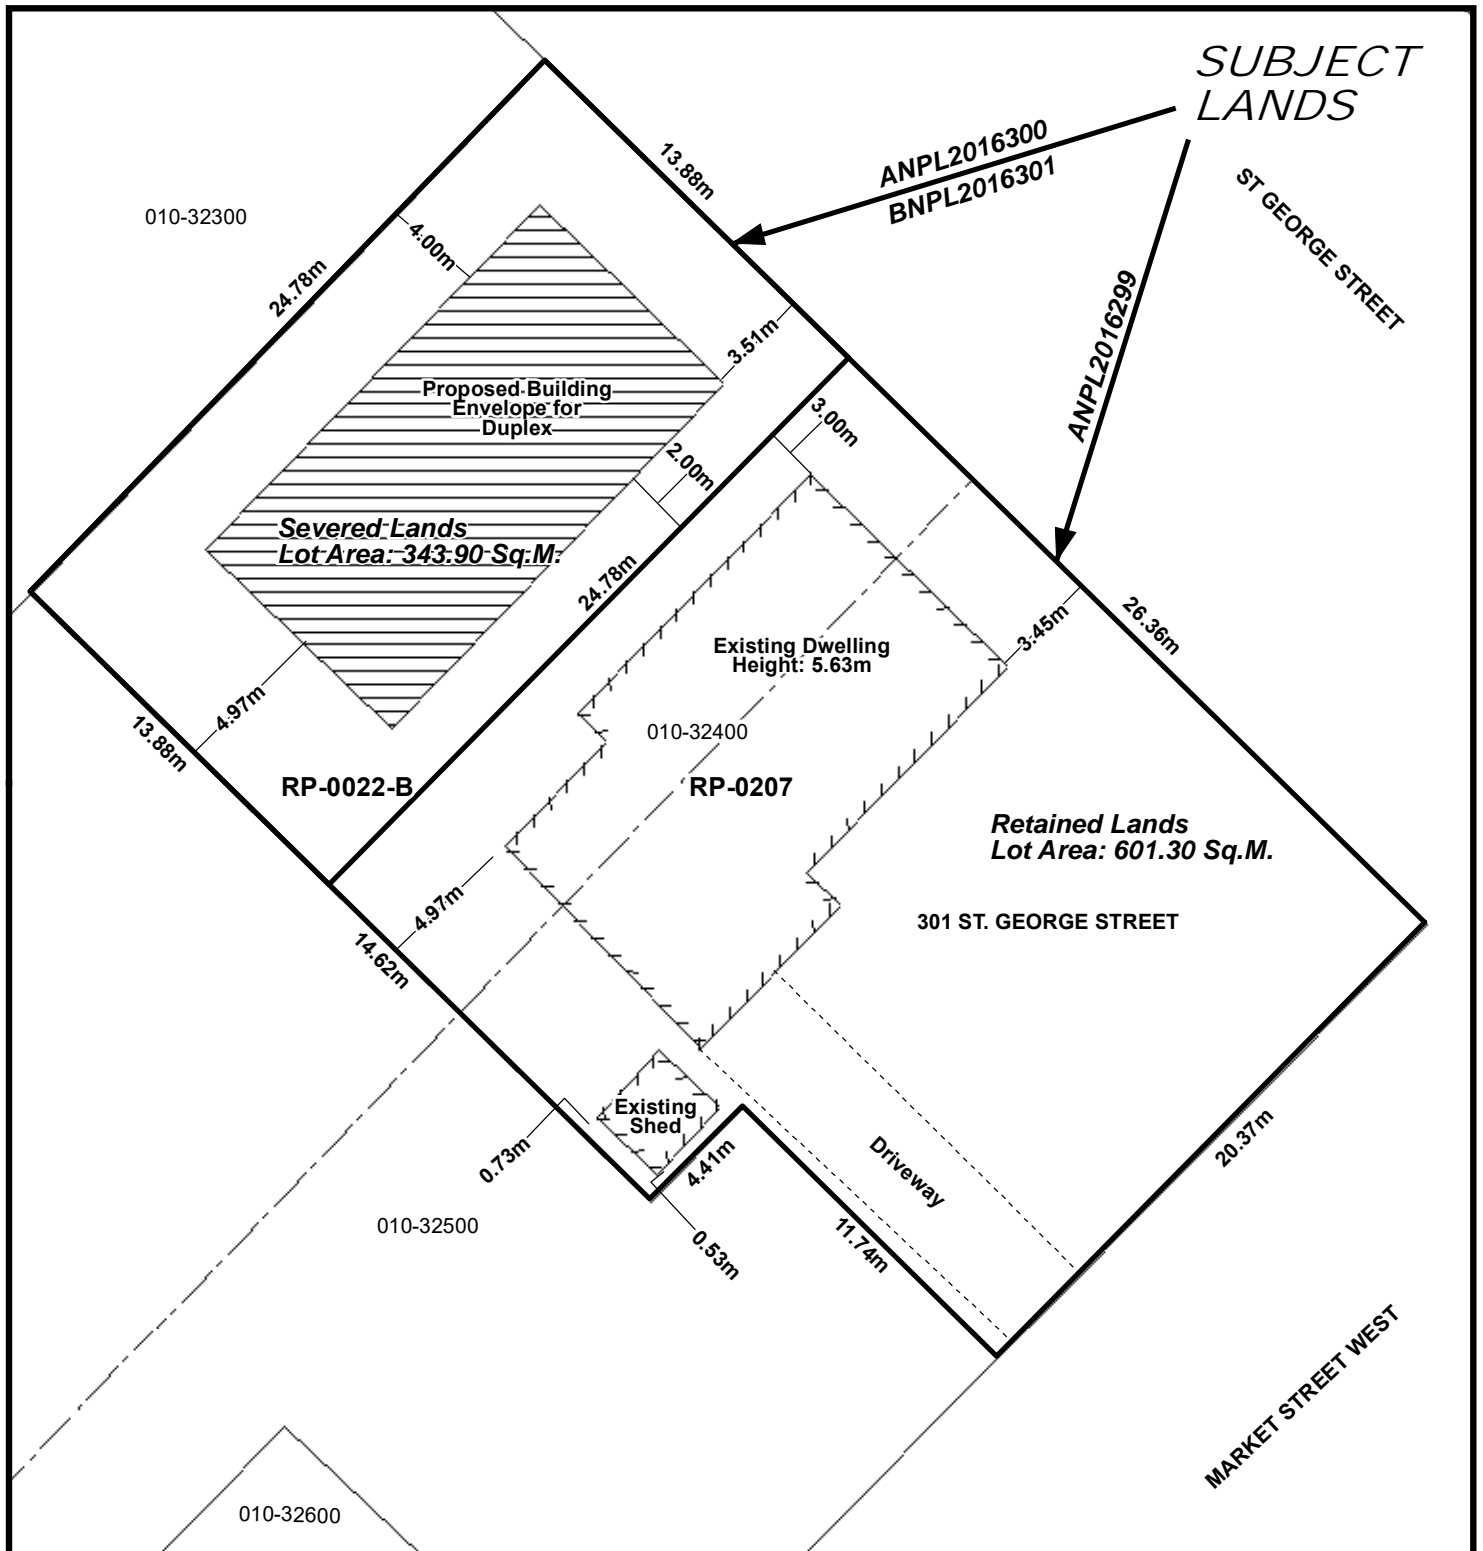 SUBJECT
LANDS
ANPL2016300
BNPL2016301
ANPL2016299
ST GEORGE STREET
13.88m
010-32300
4.00m
24.78m
3.51m
Proposed Building
Envelope for
Duplex
3.00m
2.00m
Severed Lands
Lot Area: 343.90 Sq.M.
24.78m
26.36m
3.45m
Existing Dwelling
Height: 5.63m
4.97m
13.88m
010-32400
RP-0022-B
RP-0207
Retained Lands
Lot Area: 601.30 Sq.M.
4.97m
14.62m
301 ST. GEORGE STREET
Existing
Shed
0.73m
4.41m
Driveway
20.37m
010-32500
0.53m
11.74m
MARKET STREET WEST
010-32600